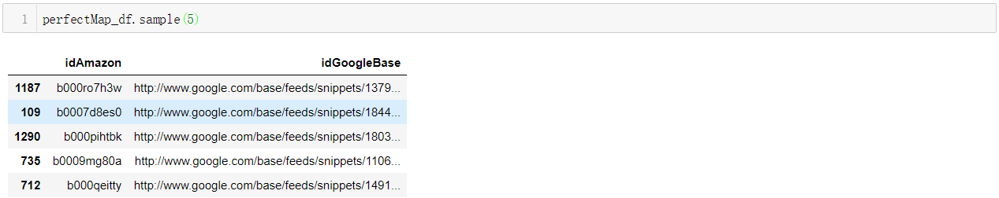 1 perfectMap_df.sample(5)
idAmazon idGoogleBase
1187 b000ro7h3w http://www.google.com/base/feeds/snippets/1379...
109 b0007d8es0 http://www.google.com/base/feeds/snippets/1844...
1290 b000pihtbk http://www.google.com/base/feeds/snippets/1803...
735 b0009mg80a http://www.google.com/base/feeds/snippets/1106...
712 b000qeitty http://www.google.com/base/feeds/snippets/1491...